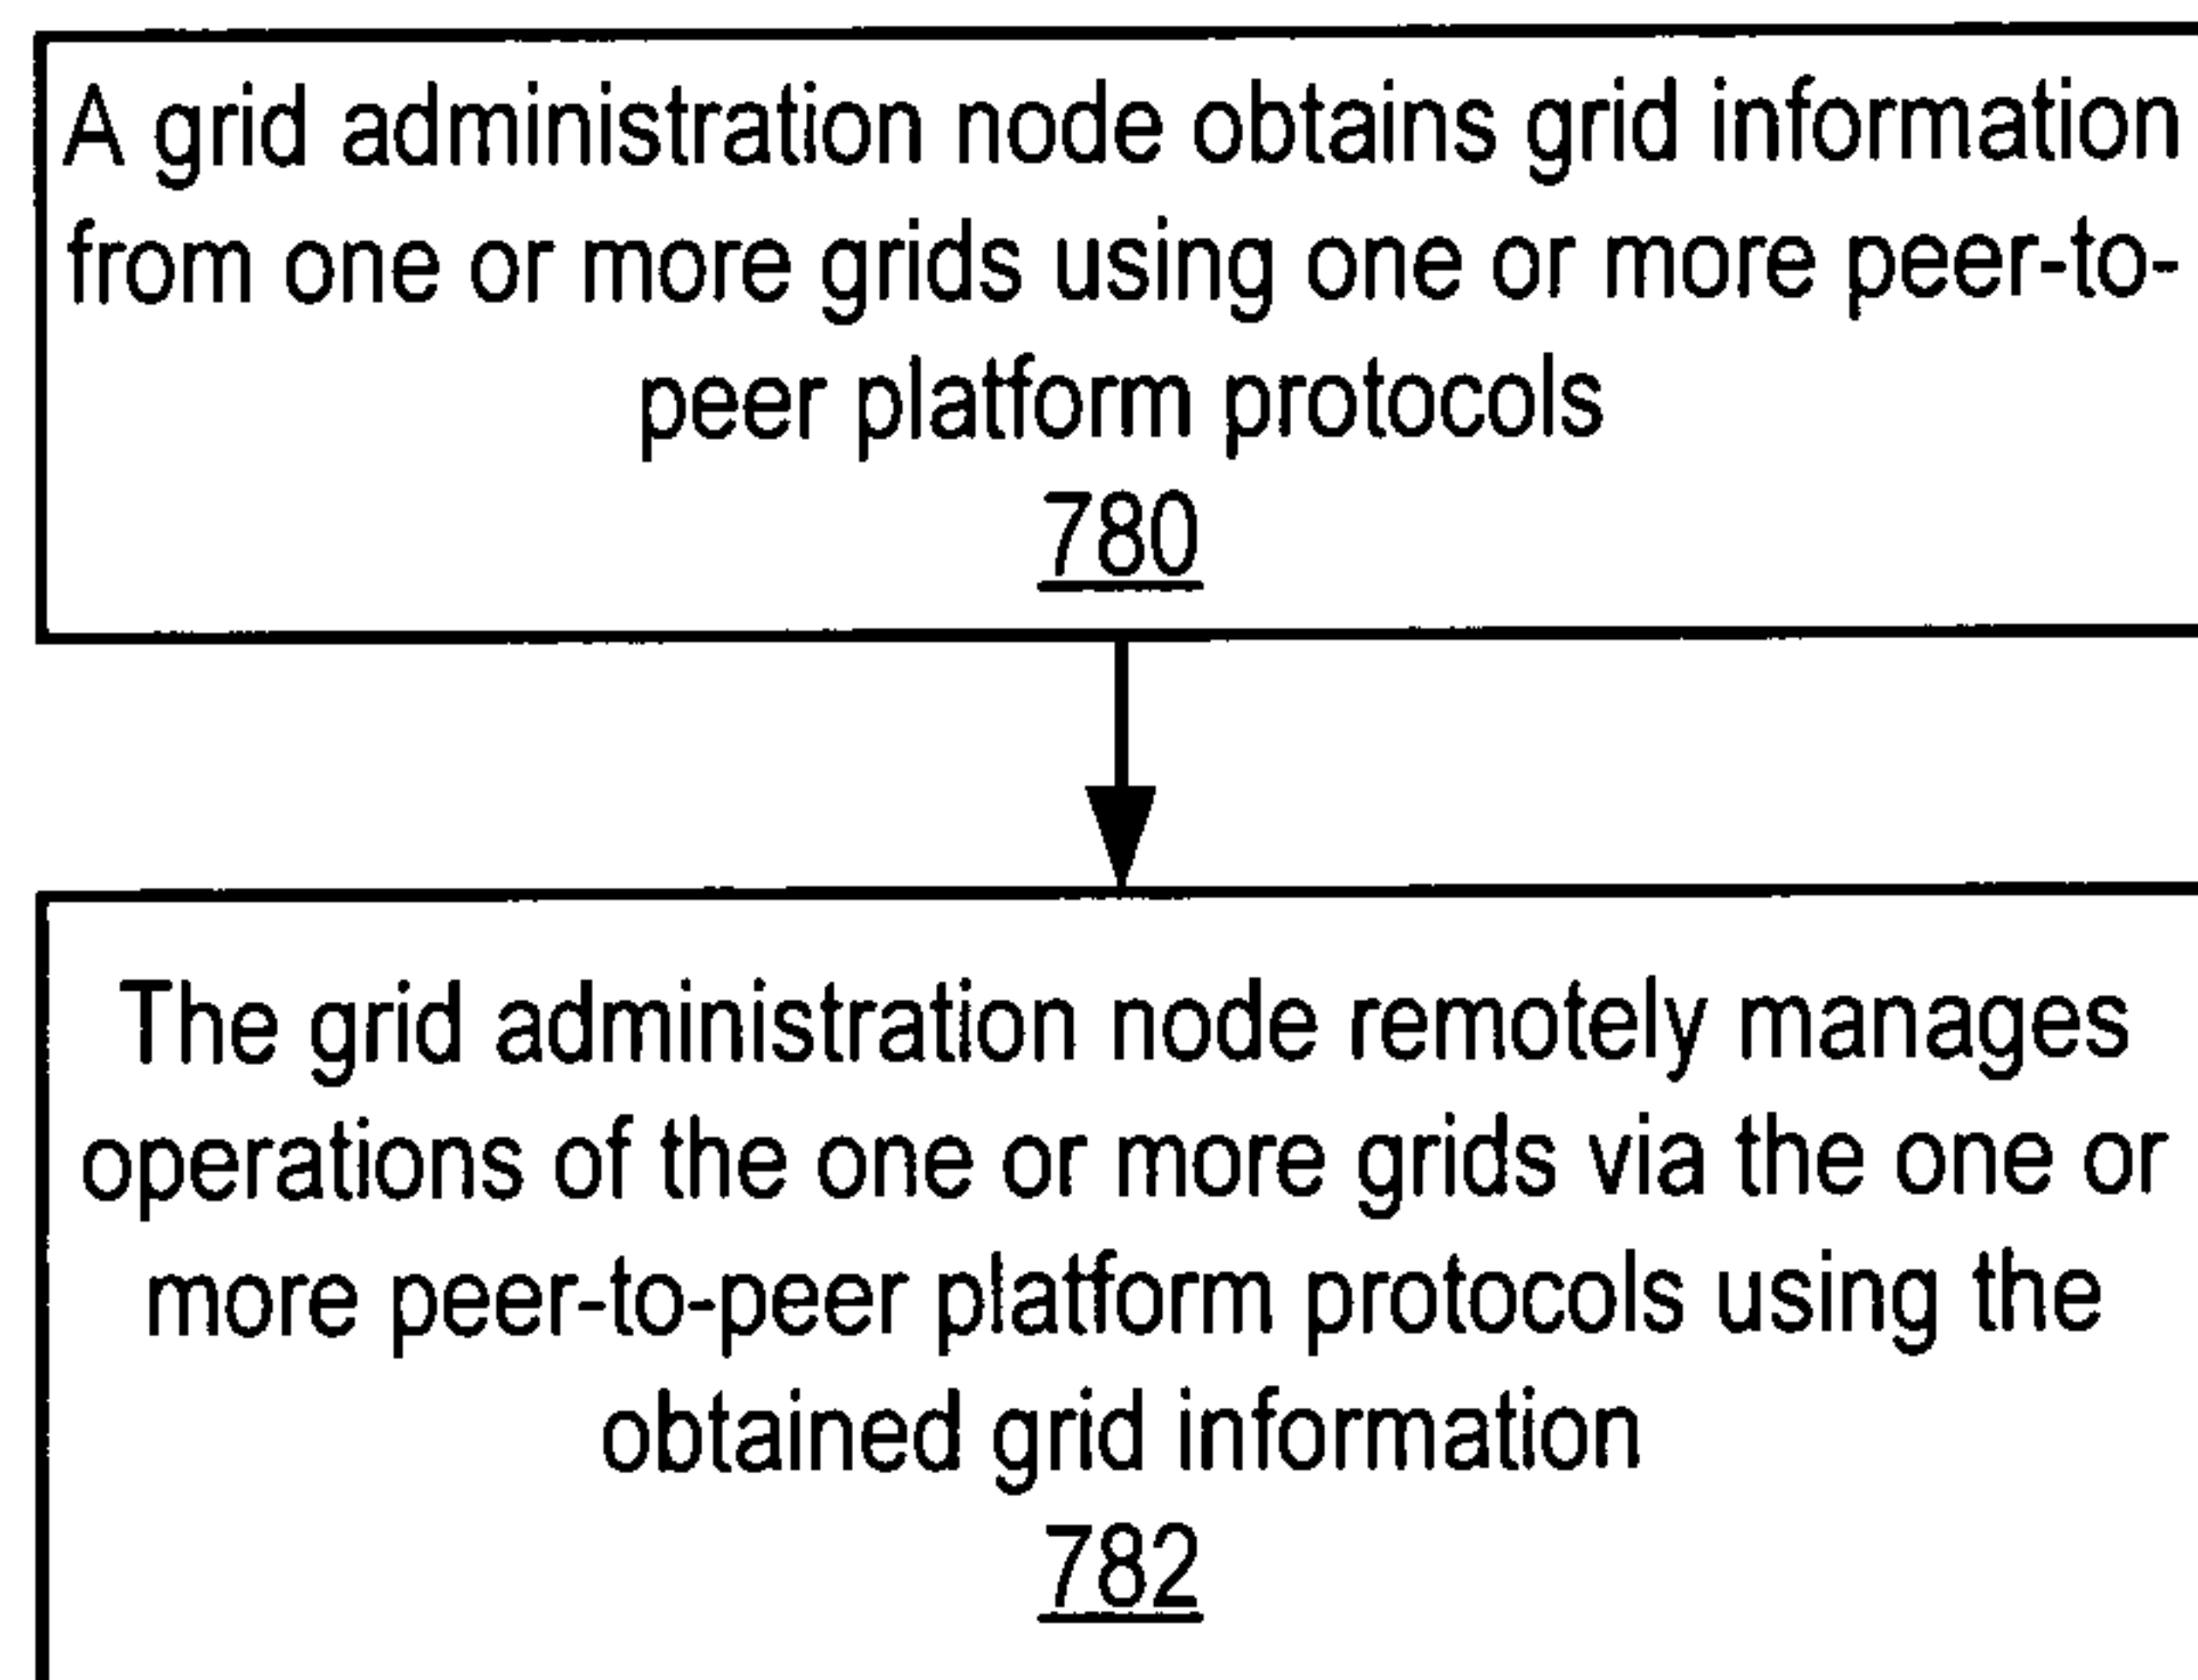 A grid administration node obtains grid information
from one or more grids using one or more peer-to-
peer platform protocols
780
The grid administration node remotely manages
operations of the one or more grids via the one or
more peer-to-peer platform protocols using the
obtained grid information
782